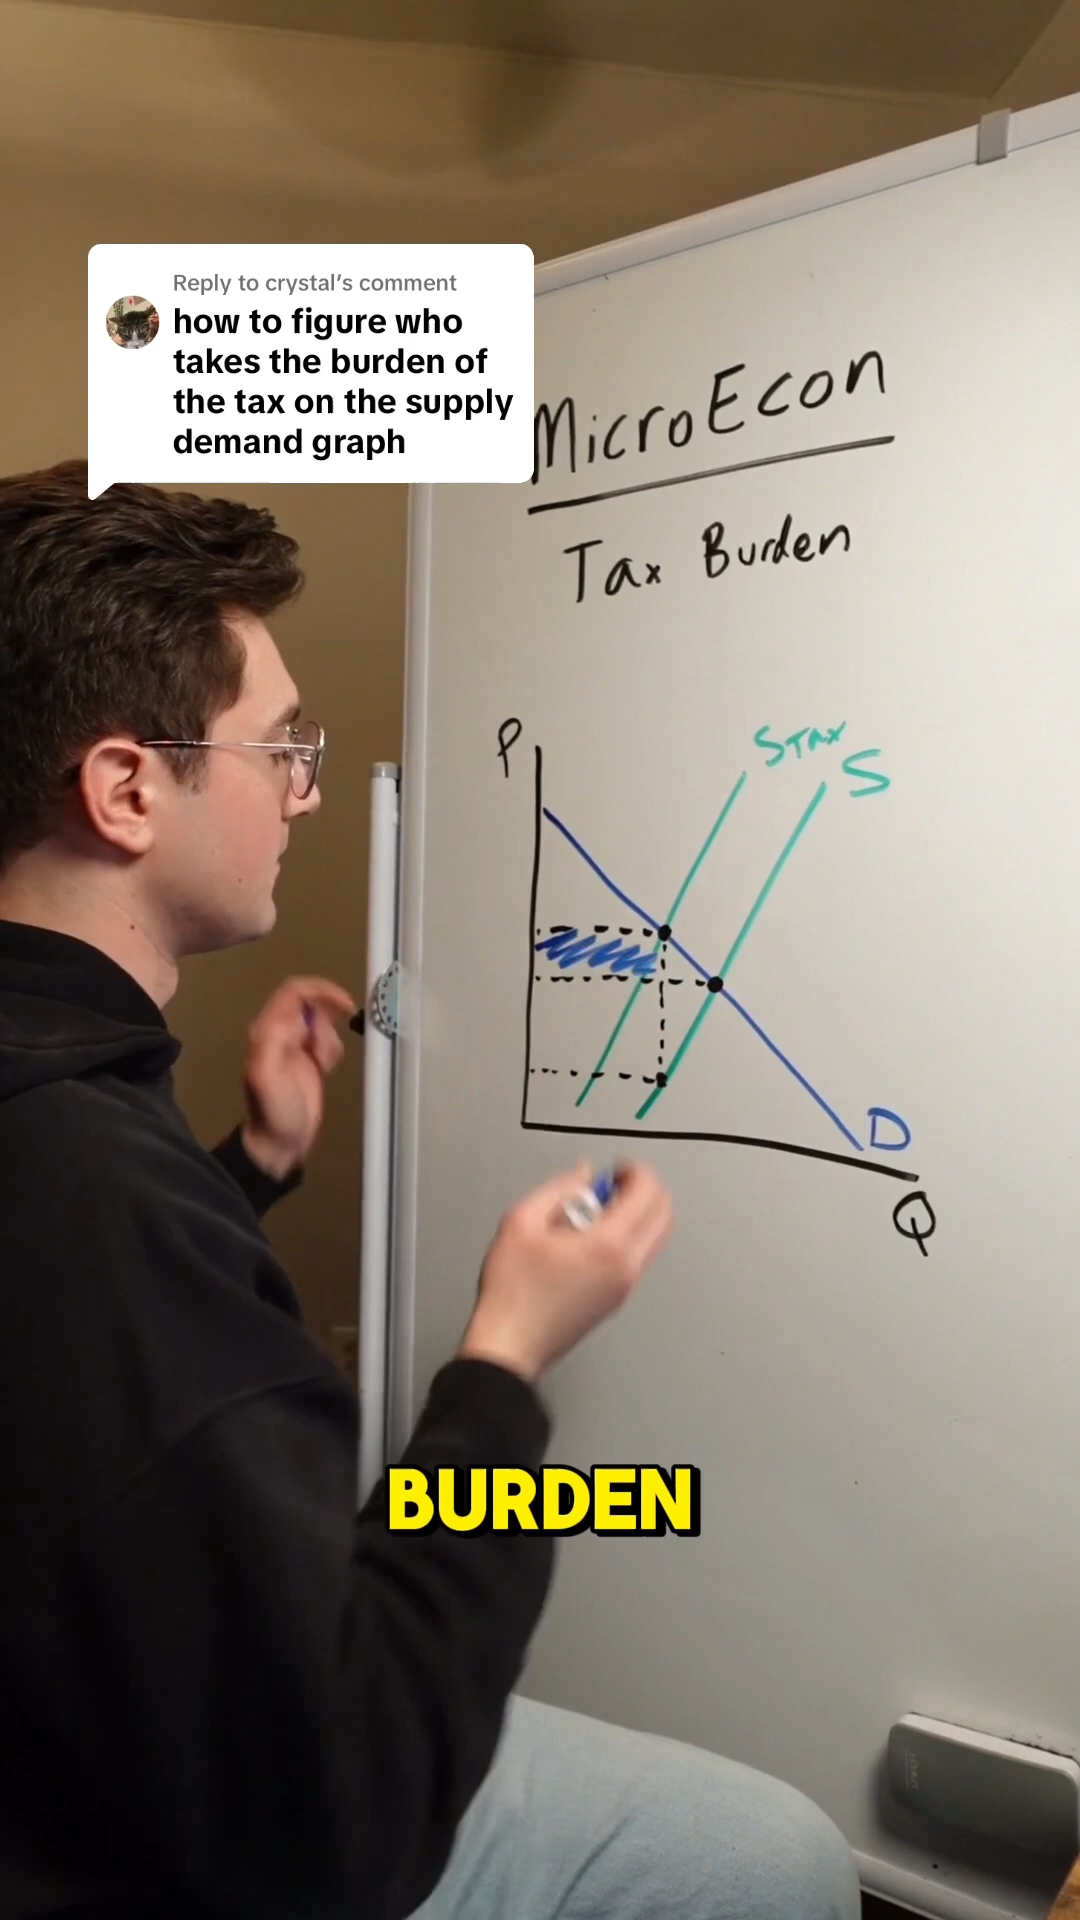 Reply to crystal's comment
how to figure who
takes the burden of
the tax on the supply
demand graph
MicroEcon
Tax Burden
P
STAX
S
D
Q
BURDEN